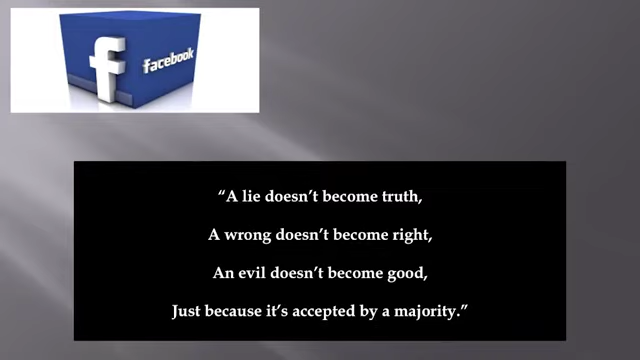 f
facebook
“A lie doesn’t become truth,
A wrong doesn’t become right,
An evil doesn’t become good,
Just because it’s accepted by a majority.”